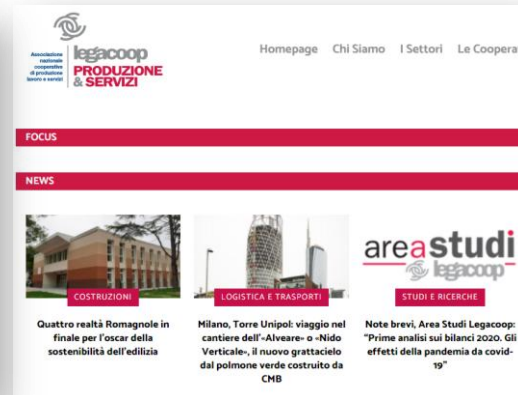 Associazione
nazionale
cooperative
di produzione
lavoro e servizi
legacoop
PRODUZIONE
& SERVIZI
Homepage Chi Siamo I Settori Le Coopera
FOCUS
NEWS
COSTRUZIONI
Quattro realtà Romagnole in
finale per l'oscar della
sostenibilità dell'edilizia
LOGISTICA E TRASPORTI
Milano, Torre Unipol: viaggio nel
cantiere dell'«Alveare» o «Nido
Verticale», il nuovo grattacielo
dal polmone verde costruito da
CMB
areastudi
legacoop
STUDI E RICERCHE
Note brevi, Area Studi Legacoop:
"Prime analisi sui bilanci 2020. Gli
effetti della pandemia da covid-
19"